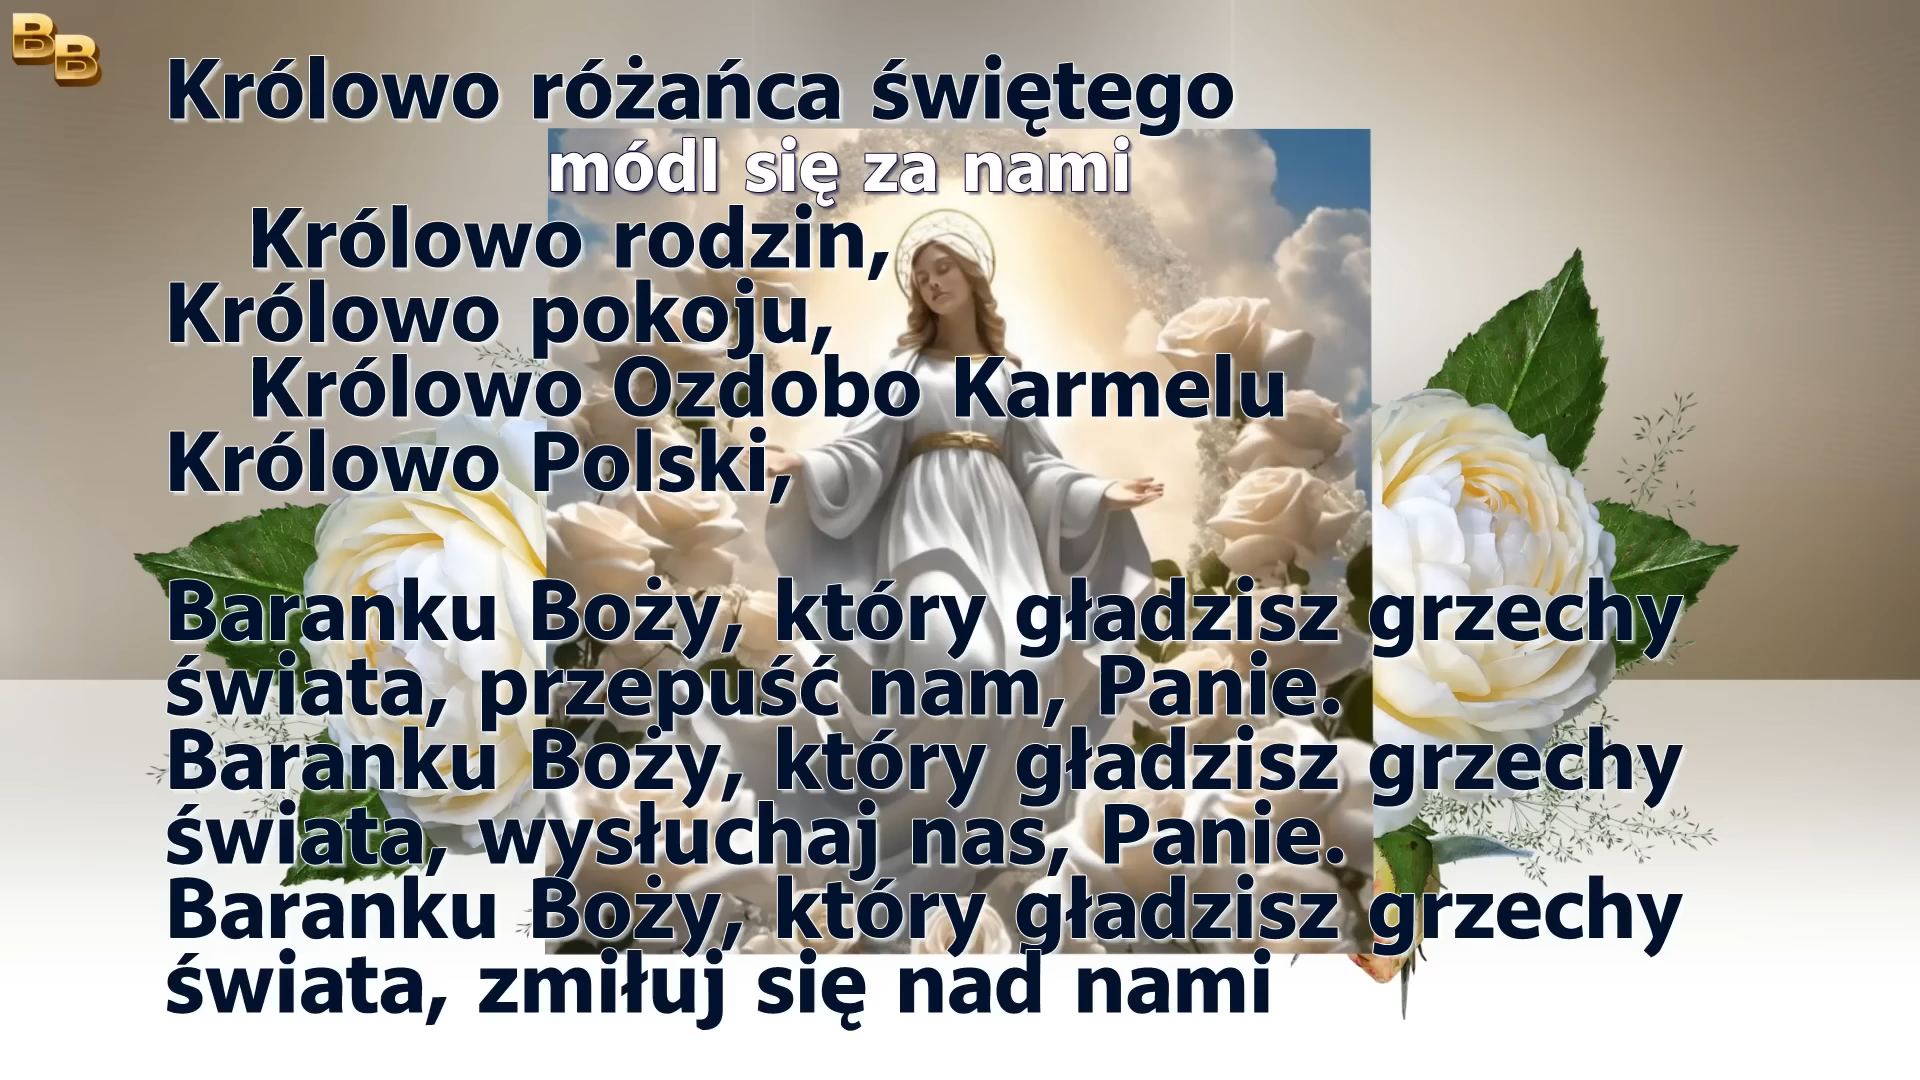 BB
Królowo różańca świętego
módl się za nami
Królowo rodzin,
Królowo pokoju,
Królowo Ozdobo Karmelu
Królowo Polski,
Baranku Boży, który gładzisz grzechy
świata, przepuść nam, Panie.
Baranku Boży, który gładzisz grzechy
świata, wysłuchaj nas, Panie.
Baranku Boży, który gładzisz grzechy
świata, zmiłuj się nad nami